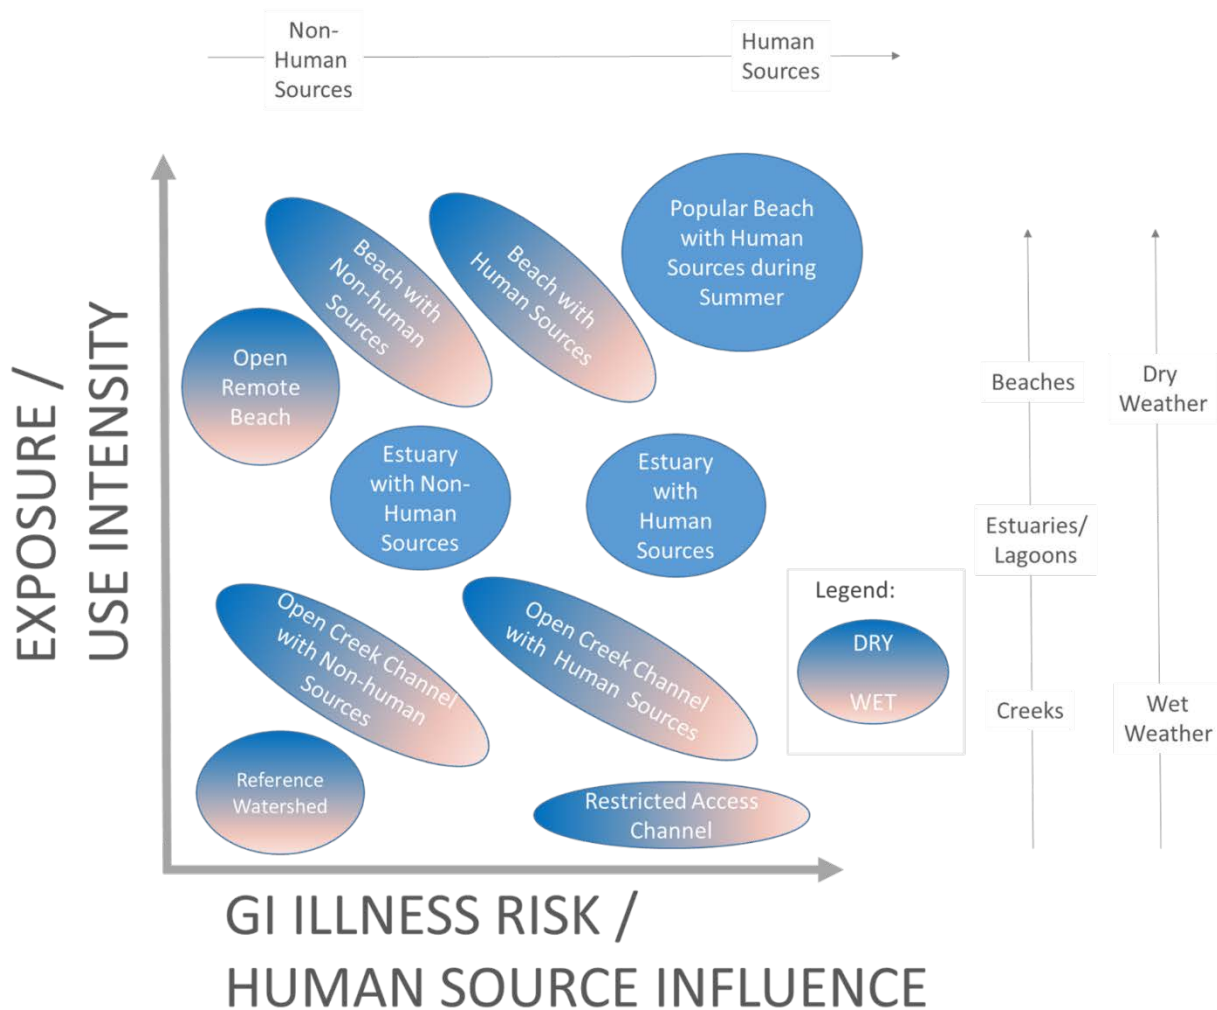 Non-
Human
Sources
Human
Sources
EXPOSURE /
USE INTENSITY
Beach with
Non-human
Sources
Beach with
Human Sources
Popular Beach
with Human
Sources during
Summer
Open
Remote
Beach
Estuary
with Non-
Human
Sources
Estuary
with
Human
Sources
Open Creek Channel
with Non-human
Sources
Open Creek Channel
with Human Sources
Reference
Watershed
Restricted Access
Channel
Legend:
DRY
WET
Beaches
Estuaries/
Lagoons
Creeks
Dry
Weather
Wet
Weather
GI ILLNESS RISK /
HUMAN SOURCE INFLUENCE